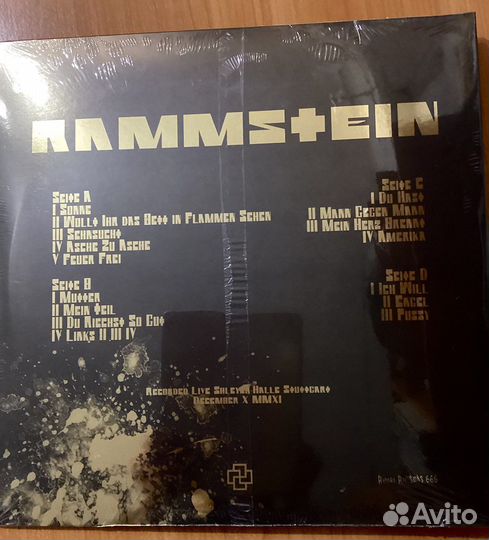 RAMMSTEIN
Seite A
I Sonne
II Wollt Ihr das Bett in Flammen Sehen
III Sehnsucht
IV Asche Zu Asche
V Feuer Frei
Seite B
I Mutter
II Mein Teil
III Du Riechst So Gut
IV Links II III IV
Seite C
I Du Hast
II Mann Gegen Mann
III Mein Herz Brennt
IV Amerika
Seite D
I Ich Will
II Engel
III Pussy
Recorded Live Shleyer Halle Stuttgart
December X MMXI
666
Avito